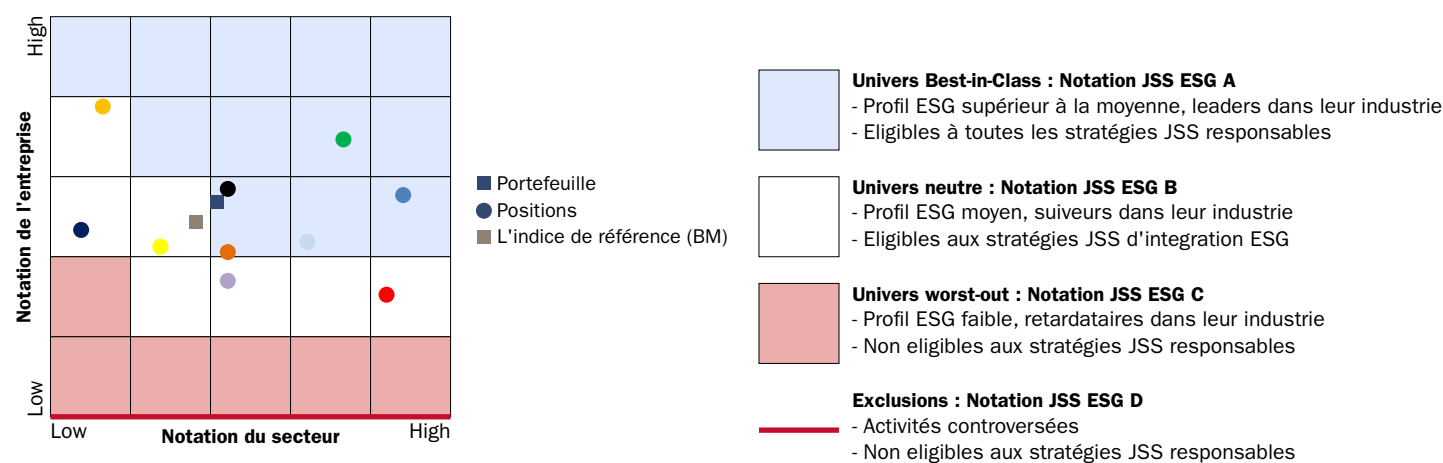 High
Notation de l'entreprise
Low
Low
Notation du secteur
High
Portefeuille
Positions
L'indice de référence (BM)
Univers Best-in-Class : Notation JSS ESG A
- Profil ESG supérieur à la moyenne, leaders dans leur industrie
- Eligibles à toutes les stratégies JSS responsables
Univers neutre : Notation JSS ESG B
- Profil ESG moyen, suiveurs dans leur industrie
- Eligibles aux stratégies JSS d'integration ESG
Univers worst-out : Notation JSS ESG C
- Profil ESG faible, retardataires dans leur industrie
- Non eligibles aux stratégies JSS responsables
Exclusions : Notation JSS ESG D
- Activités controversées
- Non eligibles aux stratégies JSS responsables